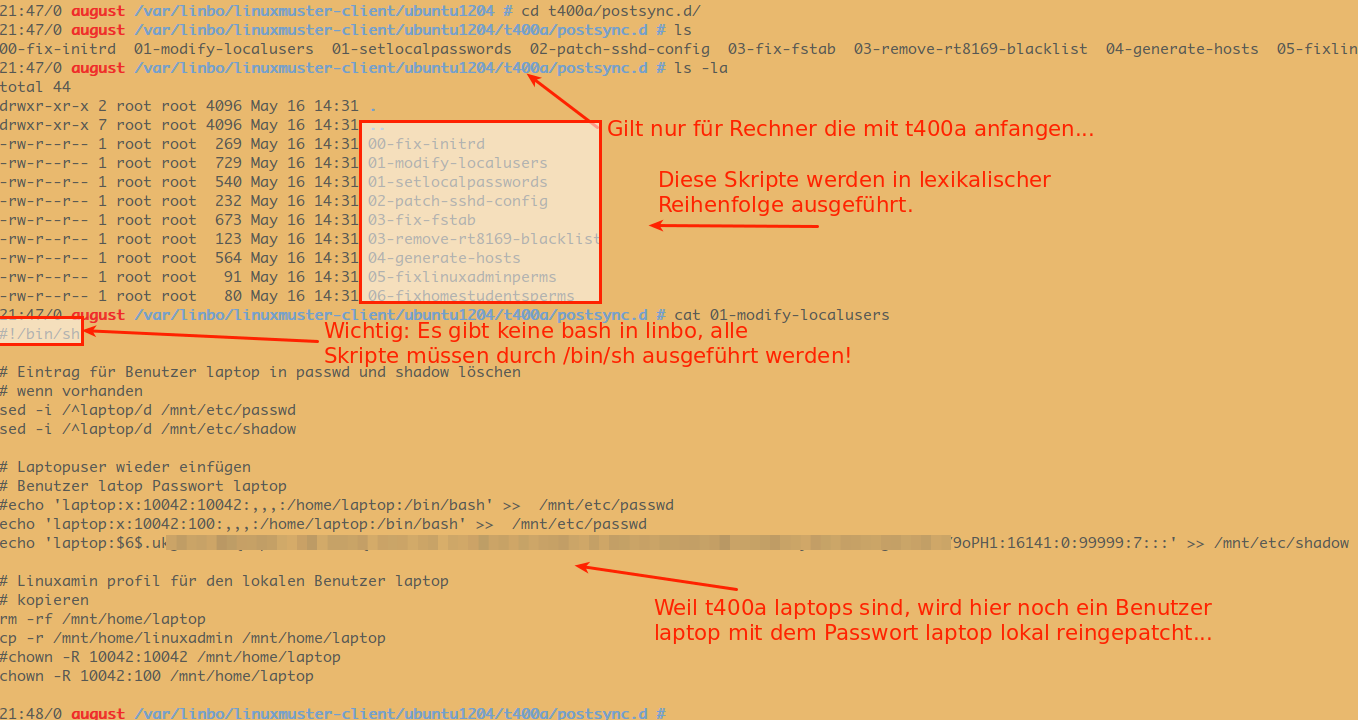 21:47/0 august /var/linbo/linuxmuster-client/ubuntu1204 # cd t400a/postsync.d/
21:47/0 august /var/linbo/linuxmuster-client/ubuntu1204/t400a/postsync.d # ls
00-fix-initrd  01-modify-localusers  01-setlocalpasswords  02-patch-sshd-config  03-fix-fstab  03-remove-rt8169-blacklist  04-generate-hosts  05-fixlin
21:47/0 august /var/linbo/linuxmuster-client/ubuntu1204/t400a/postsync.d # ls -la
total 44
drwxr-xr-x 2 root root 4096 May 16 14:31 .
drwxr-xr-x 7 root root 4096 May 16 14:31 ..
Gilt nur für Rechner die mit t400a anfangen...
-rw-r--r-- 1 root root  269 May 16 14:31 00-fix-initrd
-rw-r--r-- 1 root root  729 May 16 14:31 01-modify-localusers
-rw-r--r-- 1 root root  540 May 16 14:31 01-setlocalpasswords
-rw-r--r-- 1 root root  232 May 16 14:31 02-patch-sshd-config
-rw-r--r-- 1 root root  673 May 16 14:31 03-fix-fstab
-rw-r--r-- 1 root root  123 May 16 14:31 03-remove-rt8169-blacklist
-rw-r--r-- 1 root root  564 May 16 14:31 04-generate-hosts
-rw-r--r-- 1 root root   91 May 16 14:31 05-fixlinuxadminperms
-rw-r--r-- 1 root root   80 May 16 14:31 06-fixhomestudentsperms
Diese Skripte werden in lexikalischer
Reihenfolge ausgeführt.
21:47/0 august /var/linbo/linuxmuster-client/ubuntu1204/t400a/postsync.d # cat 01-modify-localusers
#!/bin/sh
Wichtig: Es gibt keine bash in linbo, alle
Skripte müssen durch /bin/sh ausgeführt werden!
# Eintrag für Benutzer laptop in passwd und shadow löschen
# wenn vorhanden
sed -i /^laptop/d /mnt/etc/passwd
sed -i /^laptop/d /mnt/etc/shadow
# Laptopuser wieder einfügen
# Benutzer latop Passwort laptop
#echo 'laptop:x:10042:10042:,,,:/home/laptop:/bin/bash' >>  /mnt/etc/passwd
echo 'laptop:x:10042:100:,,,:/home/laptop:/bin/bash' >>  /mnt/etc/passwd
echo 'laptop:$6$.uk /9oPH1:16141:0:99999:7:::' >> /mnt/etc/shadow
# Linuxamin profil für den lokalen Benutzer laptop
# kopieren
rm -rf /mnt/home/laptop
cp -r /mnt/home/linuxadmin /mnt/home/laptop
#chown -R 10042:10042 /mnt/home/laptop
chown -R 10042:100 /mnt/home/laptop
Weil t400a laptops sind, wird hier noch ein Benutzer
laptop mit dem Passwort laptop lokal reingepatcht...
21:48/0 august /var/linbo/linuxmuster-client/ubuntu1204/t400a/postsync.d #